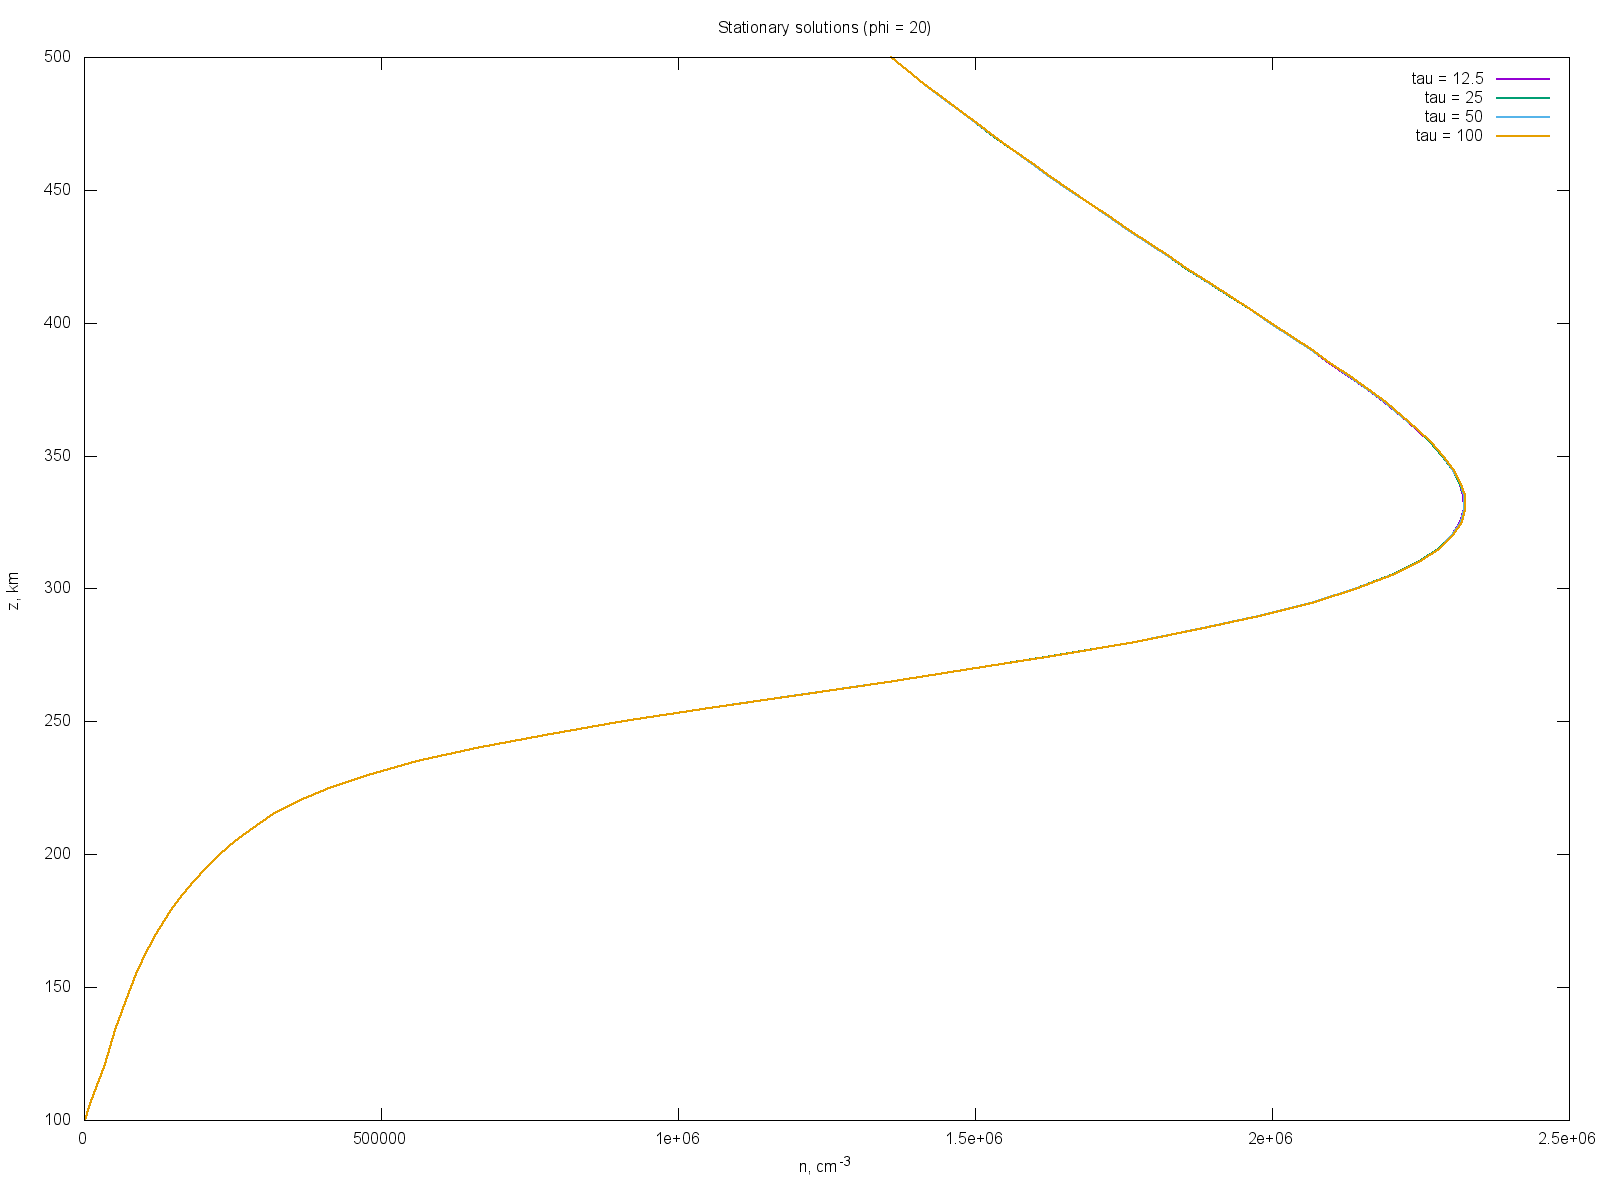 Stationary solutions (phi = 20)
500
450
400
350
300
250
200
150
100
z, km
tau = 12.5
tau = 25
tau = 50
tau = 100
0
500000
1e+06
1.5e+06
2e+06
2.5e+06
n, cm-3